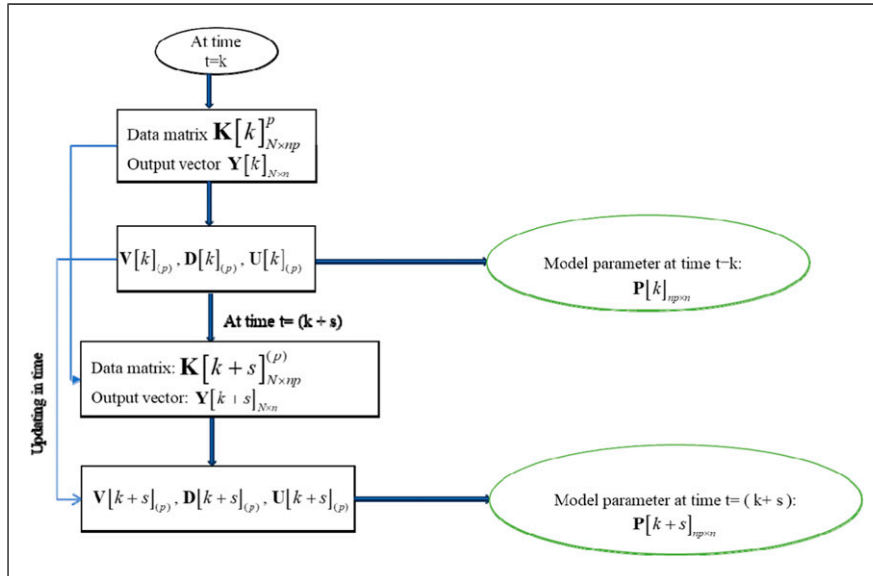 At time
t=k
Data matrix K[k]^p_{N×np}
Output vector Y[k]_{N×n}
V[k]_(p), D[k]_(p), U[k]_(p)
Model parameter at time t=k:
P[k]_{np×n}
At time t= (k + s)
Data matrix: K[k+s]^(p)_{N×np}
Output vector: Y[k+s]_{N×n}
Updating in time
V[k+s]_(p), D[k+s]_(p), U[k+s]_(p)
Model parameter at time t= ( k+ s ):
P[k+s]_{np×n}